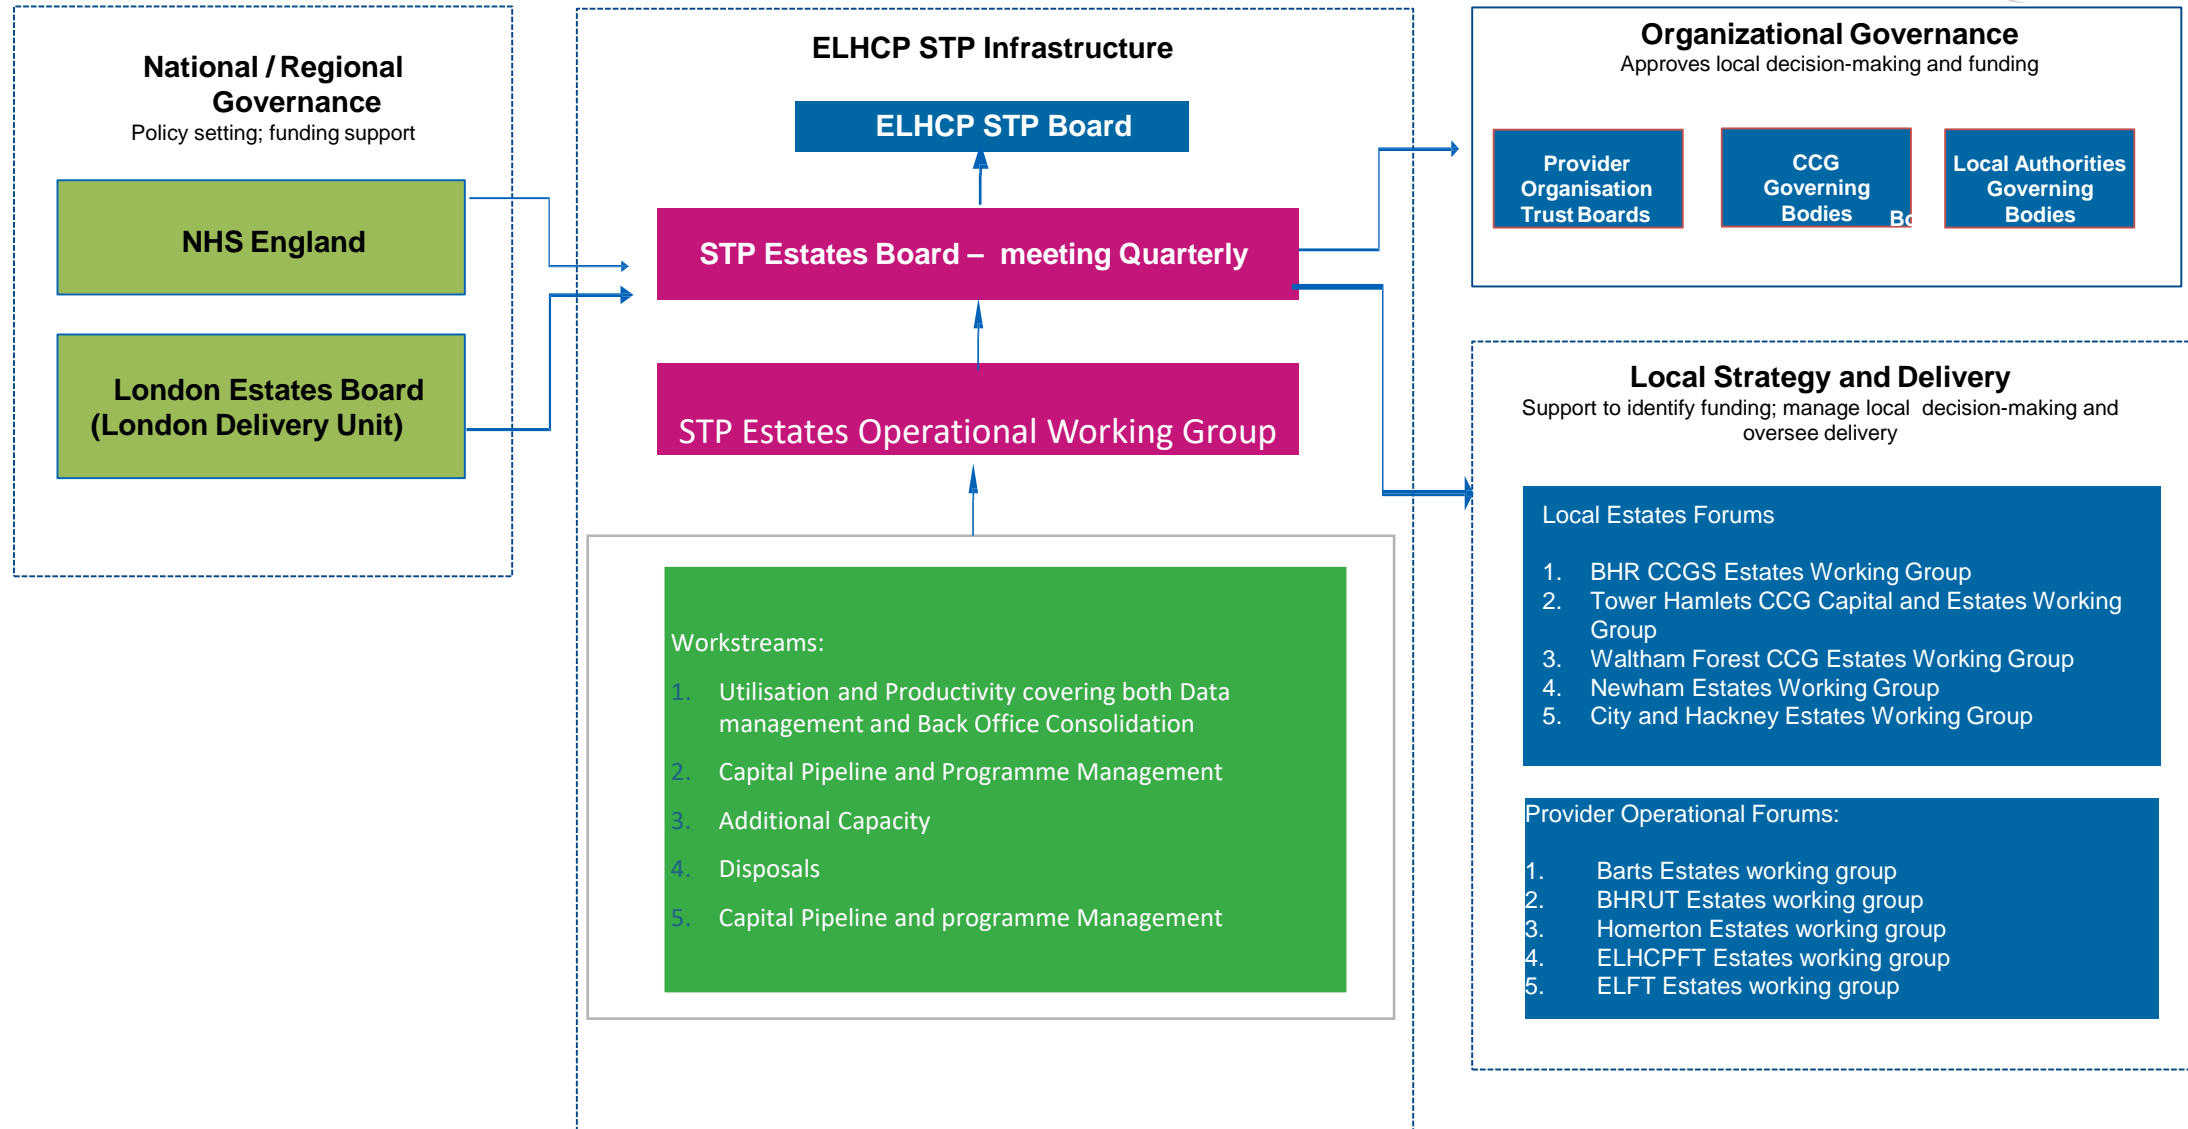 National / Regional
Governance
Policy setting; funding support
NHS England
London Estates Board
(London Delivery Unit)
ELHCP STP Infrastructure
ELHCP STP Board
STP Estates Board – meeting Quarterly
STP Estates Operational Working Group
Workstreams:
1. Utilisation and Productivity covering both Data
management and Back Office Consolidation
2. Capital Pipeline and Programme Management
3. Additional Capacity
4. Disposals
5. Capital Pipeline and programme Management
Organizational Governance
Approves local decision-making and funding
Provider
Organisation
Trust Boards
CCG
Governing
Bodies
Bo
Local Authorities
Governing
Bodies
Local Strategy and Delivery
Support to identify funding; manage local decision-making and
oversee delivery
Local Estates Forums
1. BHR CCGS Estates Working Group
2. Tower Hamlets CCG Capital and Estates Working
Group
3. Waltham Forest CCG Estates Working Group
4. Newham Estates Working Group
5. City and Hackney Estates Working Group
Provider Operational Forums:
1. Barts Estates working group
2. BHRUT Estates working group
3. Homerton Estates working group
4. ELHCPFT Estates working group
5. ELFT Estates working group